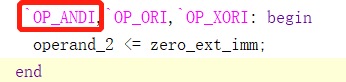 `OP_ANDI,`OP_ORI,`OP_XORI: begin
operand_2 <= zero_ext_imm;
end